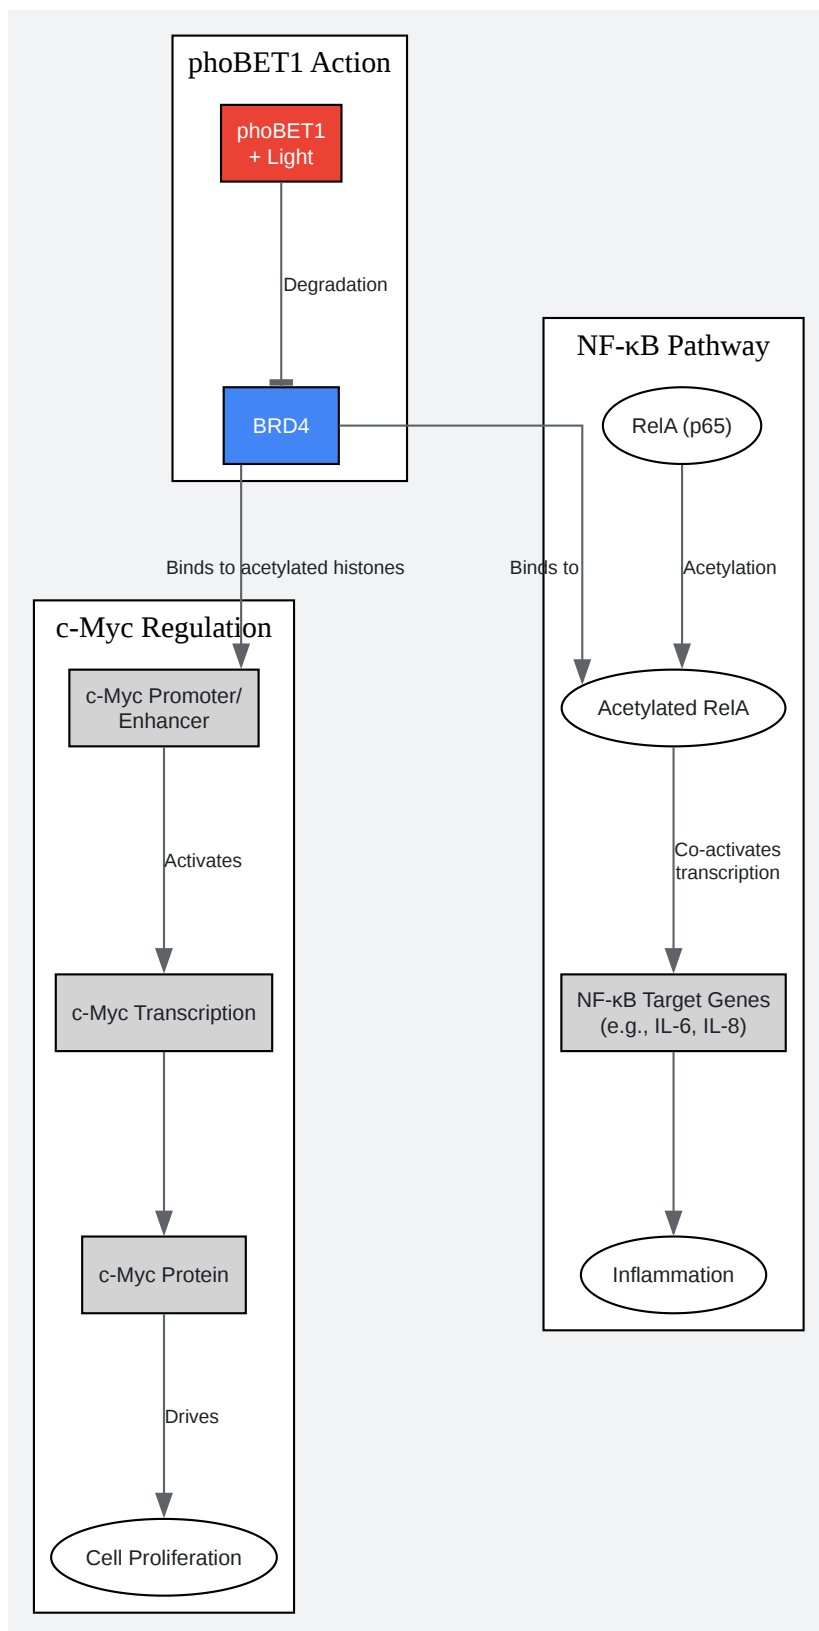 phoBET1 Action
phoBET1
+ Light
Degradation
BRD4
NF-κB Pathway
RelA (p65)
Binds to acetylated histones
Binds to
Acetylation
c-Myc Regulation
c-Myc Promoter/
Enhancer
Acetylated RelA
Activates
Co-activates
transcription
c-Myc Transcription
NF-κB Target Genes
(e.g., IL-6, IL-8)
c-Myc Protein
Inflammation
Drives
Cell Proliferation